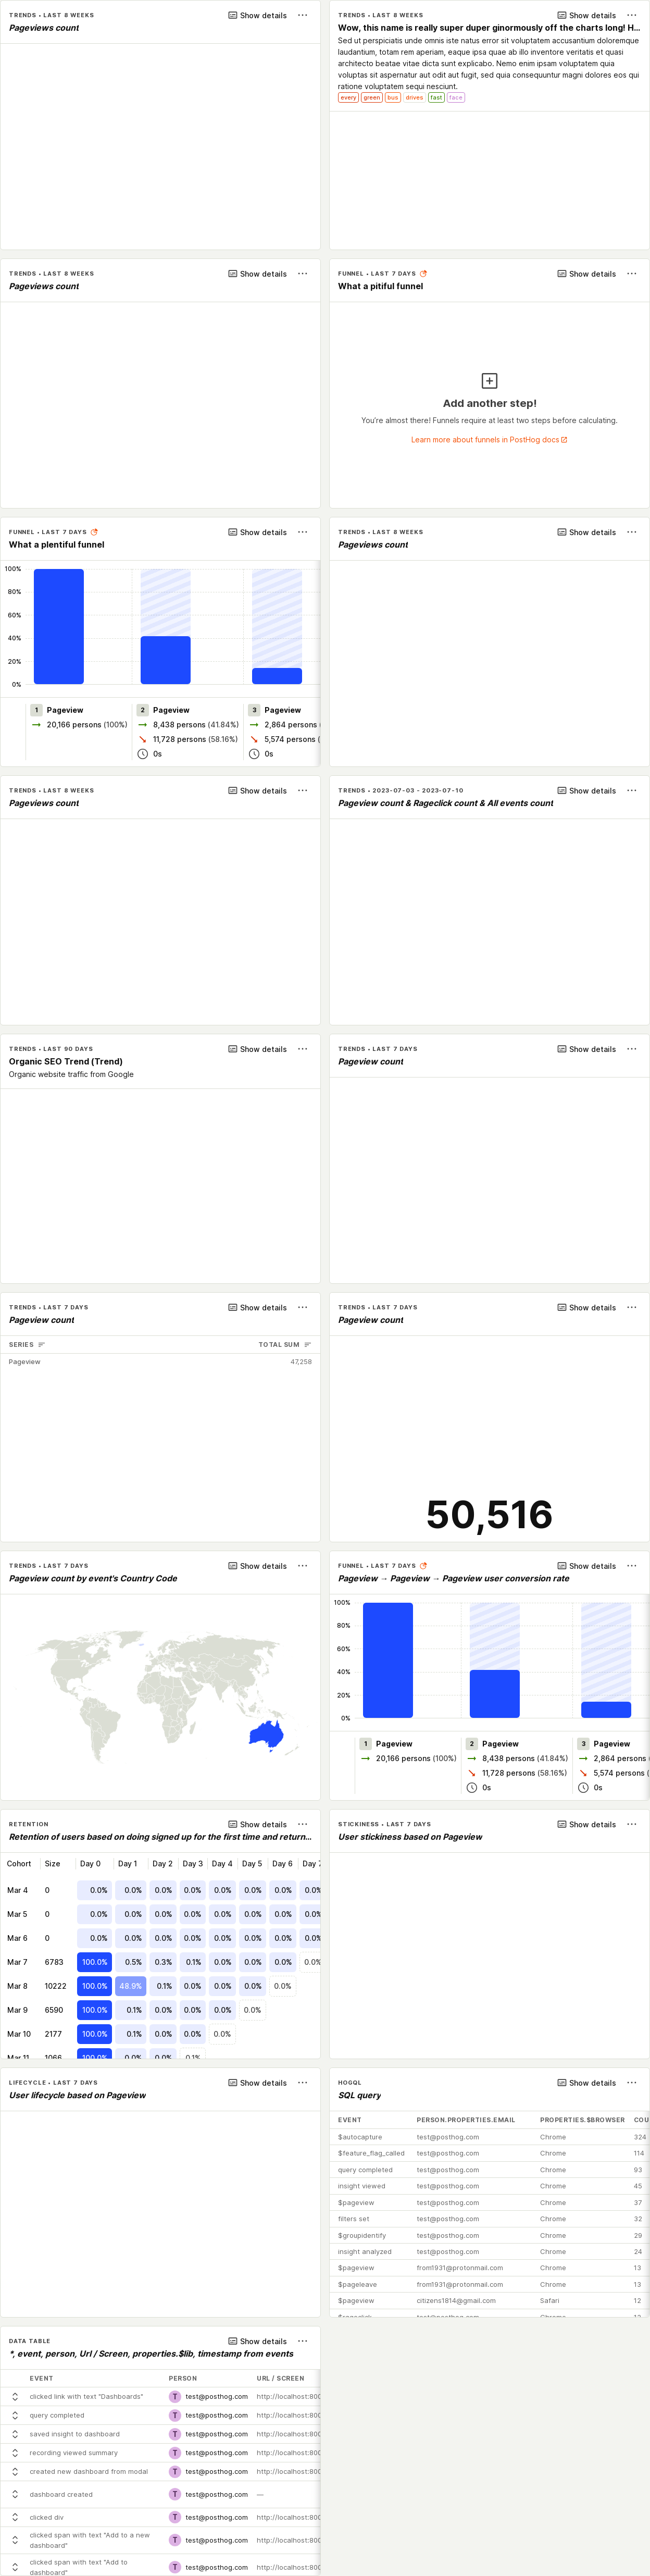 TRENDS • LAST 8 WEEKS
Show details
Pageviews count
TRENDS • LAST 8 WEEKS
Show details
Wow, this name is really super duper ginormously off the charts long! H...
Sed ut perspiciatis unde omnis iste natus error sit voluptatem accusantium doloremque
laudantium, totam rem aperiam, eaque ipsa quae ab illo inventore veritatis et quasi
architecto beatae vitae dicta sunt explicabo. Nemo enim ipsam voluptatem quia
voluptas sit aspernatur aut odit aut fugit, sed quia consequuntur magni dolores eos qui
ratione voluptatem sequi nesciunt.
every green bus drives fast face
TRENDS • LAST 8 WEEKS
Show details
Pageviews count
FUNNEL • LAST 7 DAYS
Show details
What a pitiful funnel
Add another step!
You're almost there! Funnels require at least two steps before calculating.
Learn more about funnels in PostHog docs
FUNNEL • LAST 7 DAYS
Show details
What a plentiful funnel
100%
80%
60%
40%
20%
0%
1 Pageview
20,166 persons (100%)
2 Pageview
8,438 persons (41.84%)
11,728 persons (58.16%)
0s
3 Pageview
2,864 persons (
5,574 persons (
0s
TRENDS • LAST 8 WEEKS
Show details
Pageviews count
TRENDS • LAST 8 WEEKS
Show details
Pageviews count
TRENDS • 2023-07-03 - 2023-07-10
Show details
Pageview count & Rageclick count & All events count
TRENDS • LAST 90 DAYS
Show details
Organic SEO Trend (Trend)
Organic website traffic from Google
TRENDS • LAST 7 DAYS
Show details
Pageview count
TRENDS • LAST 7 DAYS
Show details
Pageview count
SERIES TOTAL SUM
Pageview 47,258
TRENDS • LAST 7 DAYS
Show details
Pageview count
50,516
TRENDS • LAST 7 DAYS
Show details
Pageview count by event's Country Code
FUNNEL • LAST 7 DAYS
Show details
Pageview → Pageview → Pageview user conversion rate
100%
80%
60%
40%
20%
0%
1 Pageview
20,166 persons (100%)
2 Pageview
8,438 persons (41.84%)
11,728 persons (58.16%)
0s
3 Pageview
2,864 persons
5,574 persons (
0s
RETENTION
Show details
Retention of users based on doing signed up for the first time and return...
Cohort Size Day 0 Day 1 Day 2 Day 3 Day 4 Day 5 Day 6 Day 7
Mar 4 0 0.0% 0.0% 0.0% 0.0% 0.0% 0.0% 0.0% 0.0%
Mar 5 0 0.0% 0.0% 0.0% 0.0% 0.0% 0.0% 0.0% 0.0%
Mar 6 0 0.0% 0.0% 0.0% 0.0% 0.0% 0.0% 0.0% 0.0%
Mar 7 6783 100.0% 0.5% 0.3% 0.1% 0.0% 0.0% 0.0% 0.0%
Mar 8 10222 100.0% 48.9% 0.1% 0.0% 0.0% 0.0% 0.0%
Mar 9 6590 100.0% 0.1% 0.0% 0.0% 0.0% 0.0%
Mar 10 2177 100.0% 0.1% 0.0% 0.0% 0.0%
Mar 11 1066 100.0% 0.0% 0.0% 0.1%
STICKINESS • LAST 7 DAYS
Show details
User stickiness based on Pageview
LIFECYCLE • LAST 7 DAYS
Show details
User lifecycle based on Pageview
HOGQL
Show details
SQL query
EVENT PERSON.PROPERTIES.EMAIL PROPERTIES.$BROWSER COU
$autocapture test@posthog.com Chrome 324
$feature_flag_called test@posthog.com Chrome 114
query completed test@posthog.com Chrome 93
insight viewed test@posthog.com Chrome 45
$pageview test@posthog.com Chrome 37
filters set test@posthog.com Chrome 32
$groupidentify test@posthog.com Chrome 29
insight analyzed test@posthog.com Chrome 24
$pageview from1931@protonmail.com Chrome 13
$pageleave from1931@protonmail.com Chrome 13
$pageview citizens1814@gmail.com Safari 12
$rageclick test@posthog.com Chrome 12
DATA TABLE
Show details
*, event, person, Url / Screen, properties.$lib, timestamp from events
EVENT PERSON URL / SCREEN
clicked link with text "Dashboards" T test@posthog.com http://localhost:800
query completed T test@posthog.com http://localhost:800
saved insight to dashboard T test@posthog.com http://localhost:800
recording viewed summary T test@posthog.com http://localhost:800
created new dashboard from modal T test@posthog.com http://localhost:800
dashboard created T test@posthog.com —
clicked div T test@posthog.com http://localhost:800
clicked span with text "Add to a new
dashboard" T test@posthog.com http://localhost:800
clicked span with text "Add to
dashboard" T test@posthog.com http://localhost:800